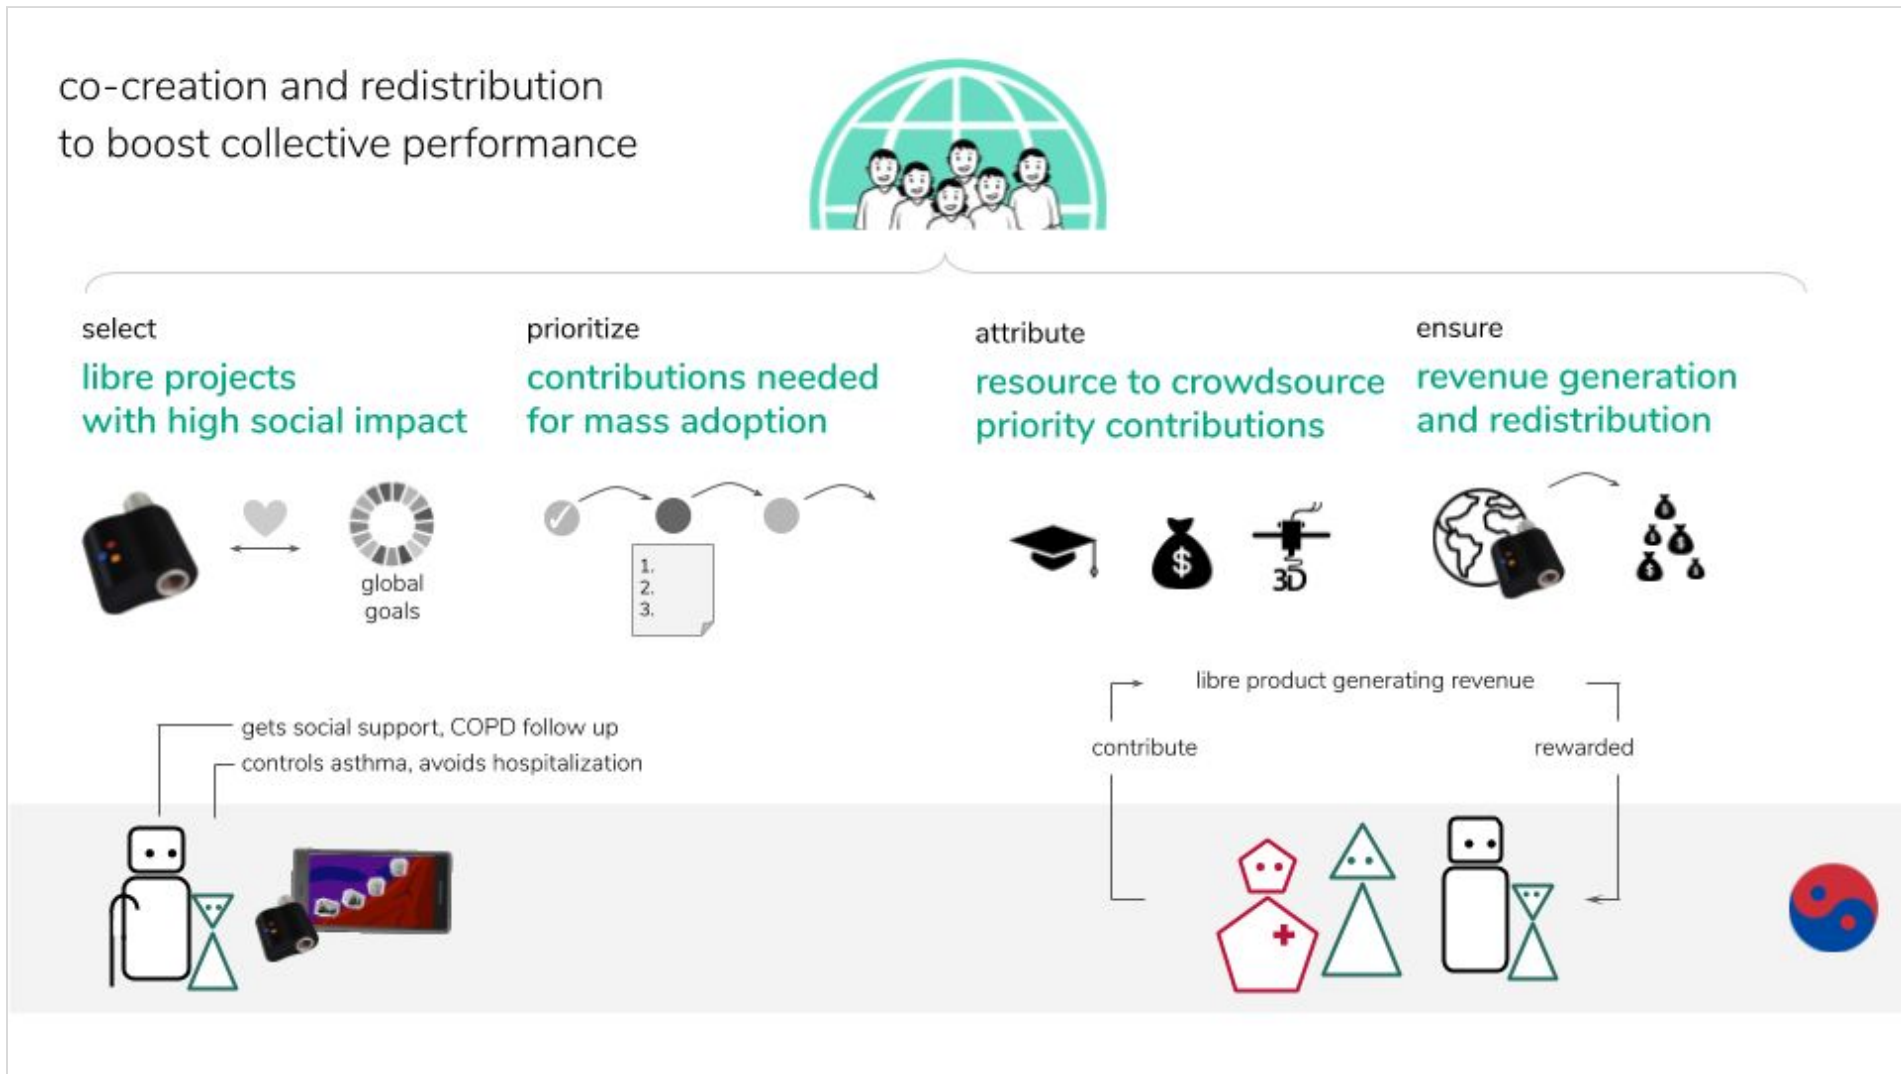 co-creation and redistribution
to boost collective performance
select
libre projects
with high social impact
global
goals
prioritize
contributions needed
for mass adoption
1.
2.
3.
attribute
resource to crowdsource
priority contributions
$
3D
ensure
revenue generation
and redistribution
$
$
$
$
$
gets social support, COPD follow up
controls asthma, avoids hospitalization
libre product generating revenue
contribute
rewarded